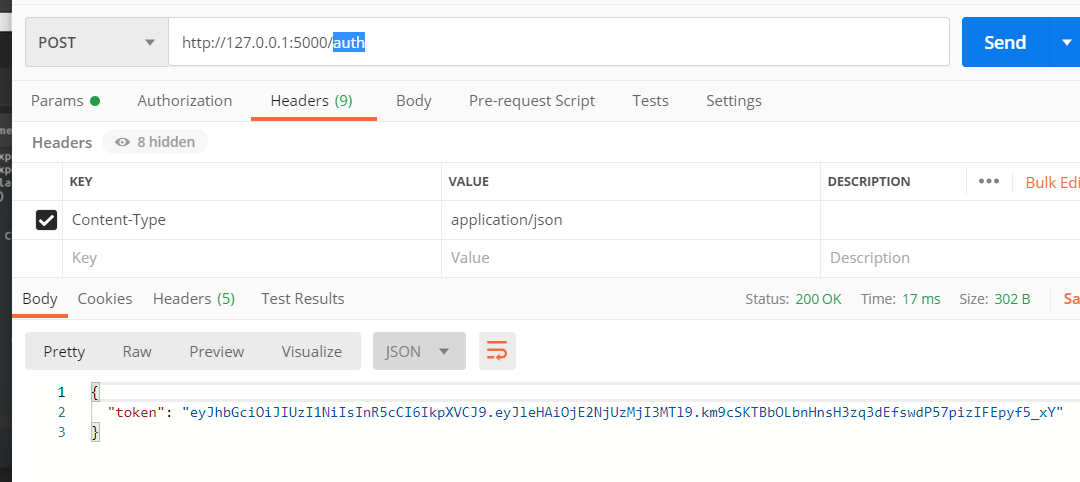 POST http://127.0.0.1:5000/auth Send
Params Authorization Headers (9) Body Pre-request Script Tests Settings
Headers 8 hidden
KEY VALUE DESCRIPTION ••• Bulk Edi
Content-Type application/json
Key Value Description
Body Cookies Headers (5) Test Results Status: 200 OK Time: 17 ms Size: 302 B Sa
Pretty Raw Preview Visualize JSON
1 {
2 "token": "eyJhbGciOiJIUzI1NiIsInR5cCI6IkpXVCJ9.eyJleHAiOjE2NjUzMjI3MTl9.km9cSKTBbOLbnHnsH3zq3dEfswdP57pizIFEpyf5_xY"
3 }